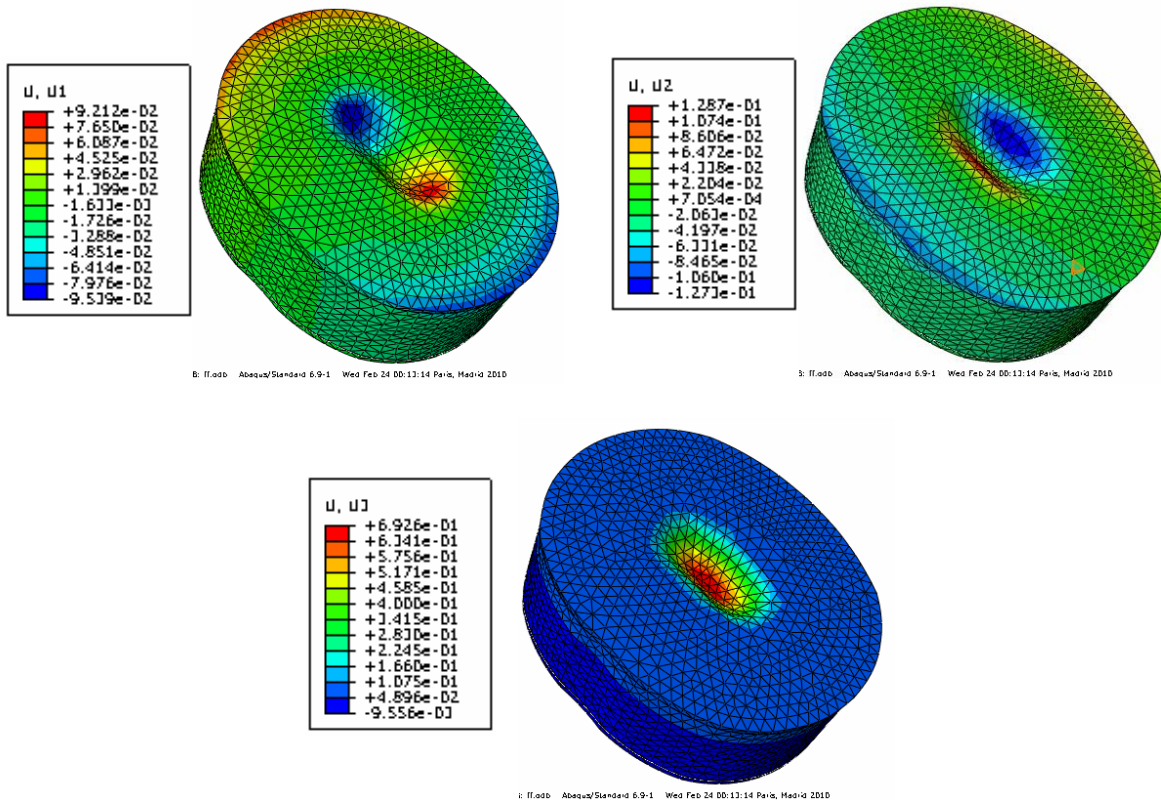 U, U1
+9.212e-02
+7.650e-02
+6.087e-02
+4.525e-02
+2.962e-02
+1.399e-02
-1.633e-03
-1.726e-02
-3.288e-02
-4.851e-02
-6.414e-02
-7.976e-02
-9.539e-02
Abaqus/Standard 6.9-1 Wed Feb 24 00:13:14 Paris, Madrid 2010
U, U2
+1.287e-01
+1.074e-01
+8.606e-02
+6.472e-02
+4.338e-02
+2.204e-02
+7.054e-04
-2.063e-02
-4.197e-02
-6.331e-02
-8.465e-02
-1.060e-01
-1.273e-01
Abaqus/Standard 6.9-1 Wed Feb 24 00:13:14 Paris, Madrid 2010
U, U3
+6.926e-01
+6.341e-01
+5.756e-01
+5.171e-01
+4.585e-01
+4.000e-01
+3.415e-01
+2.830e-01
+2.245e-01
+1.660e-01
+1.075e-01
+4.896e-02
-9.556e-03
Abaqus/Standard 6.9-1 Wed Feb 24 00:13:14 Paris, Madrid 2010